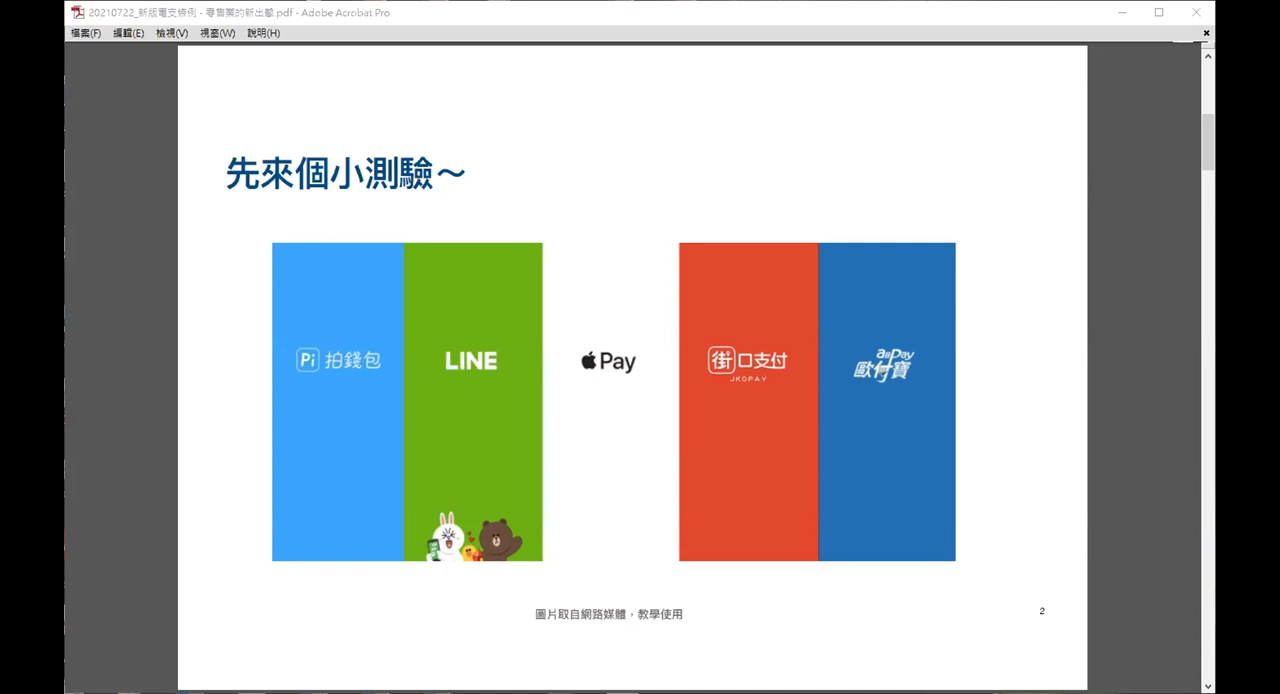 20210722_新版電支條例 - 零售業的新出擊.pdf - Adobe Acrobat Pro
檔案(F) 編輯(E) 檢視(V) 視窗(W) 說明(H)
先來個小測驗～
Pi 拍錢包
LINE
Pay
街口支付
JKOPAY
allPay
歐付寶
圖片取自網路媒體，教學使用
2